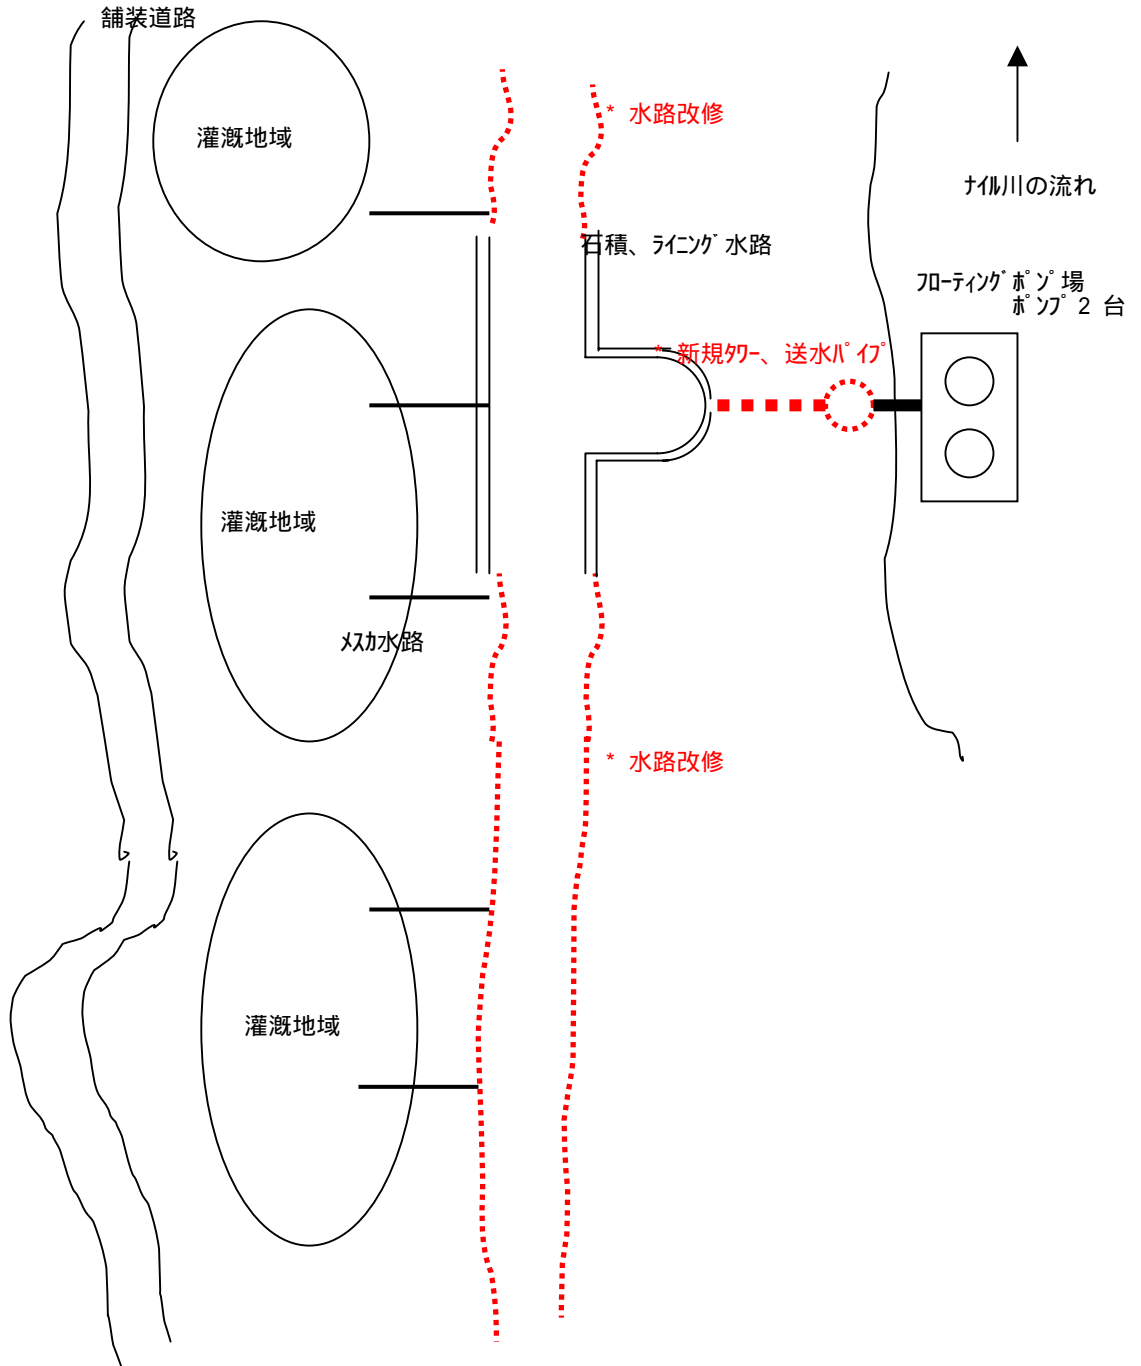 舗装道路
灌漑地域
* 水路改修
ﾅｲﾙ川の流れ
石積、ﾗｲﾆﾝｸﾞ水路
ﾌﾛｰﾃｨﾝｸﾞﾎﾟﾝﾌﾟ場
ﾎﾟﾝﾌﾟ 2 台
* 新規ﾀﾜｰ、送水ﾊﾟｲﾌﾟ
灌漑地域
ﾒｽｶ水路
* 水路改修
灌漑地域